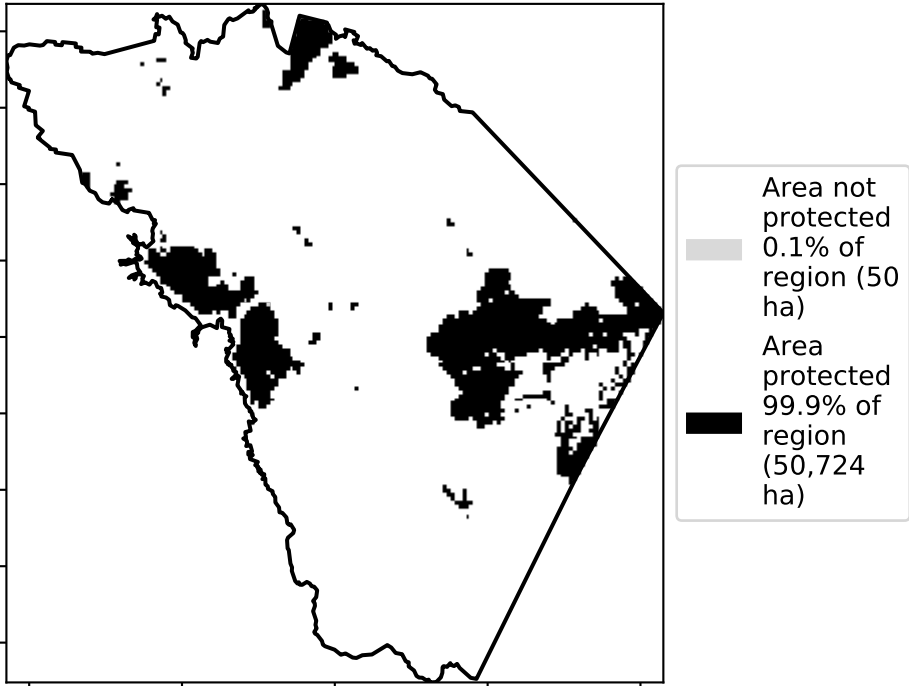 Area not
protected
0.1% of
region (50
ha)
Area
protected
99.9% of
region
(50,724
ha)